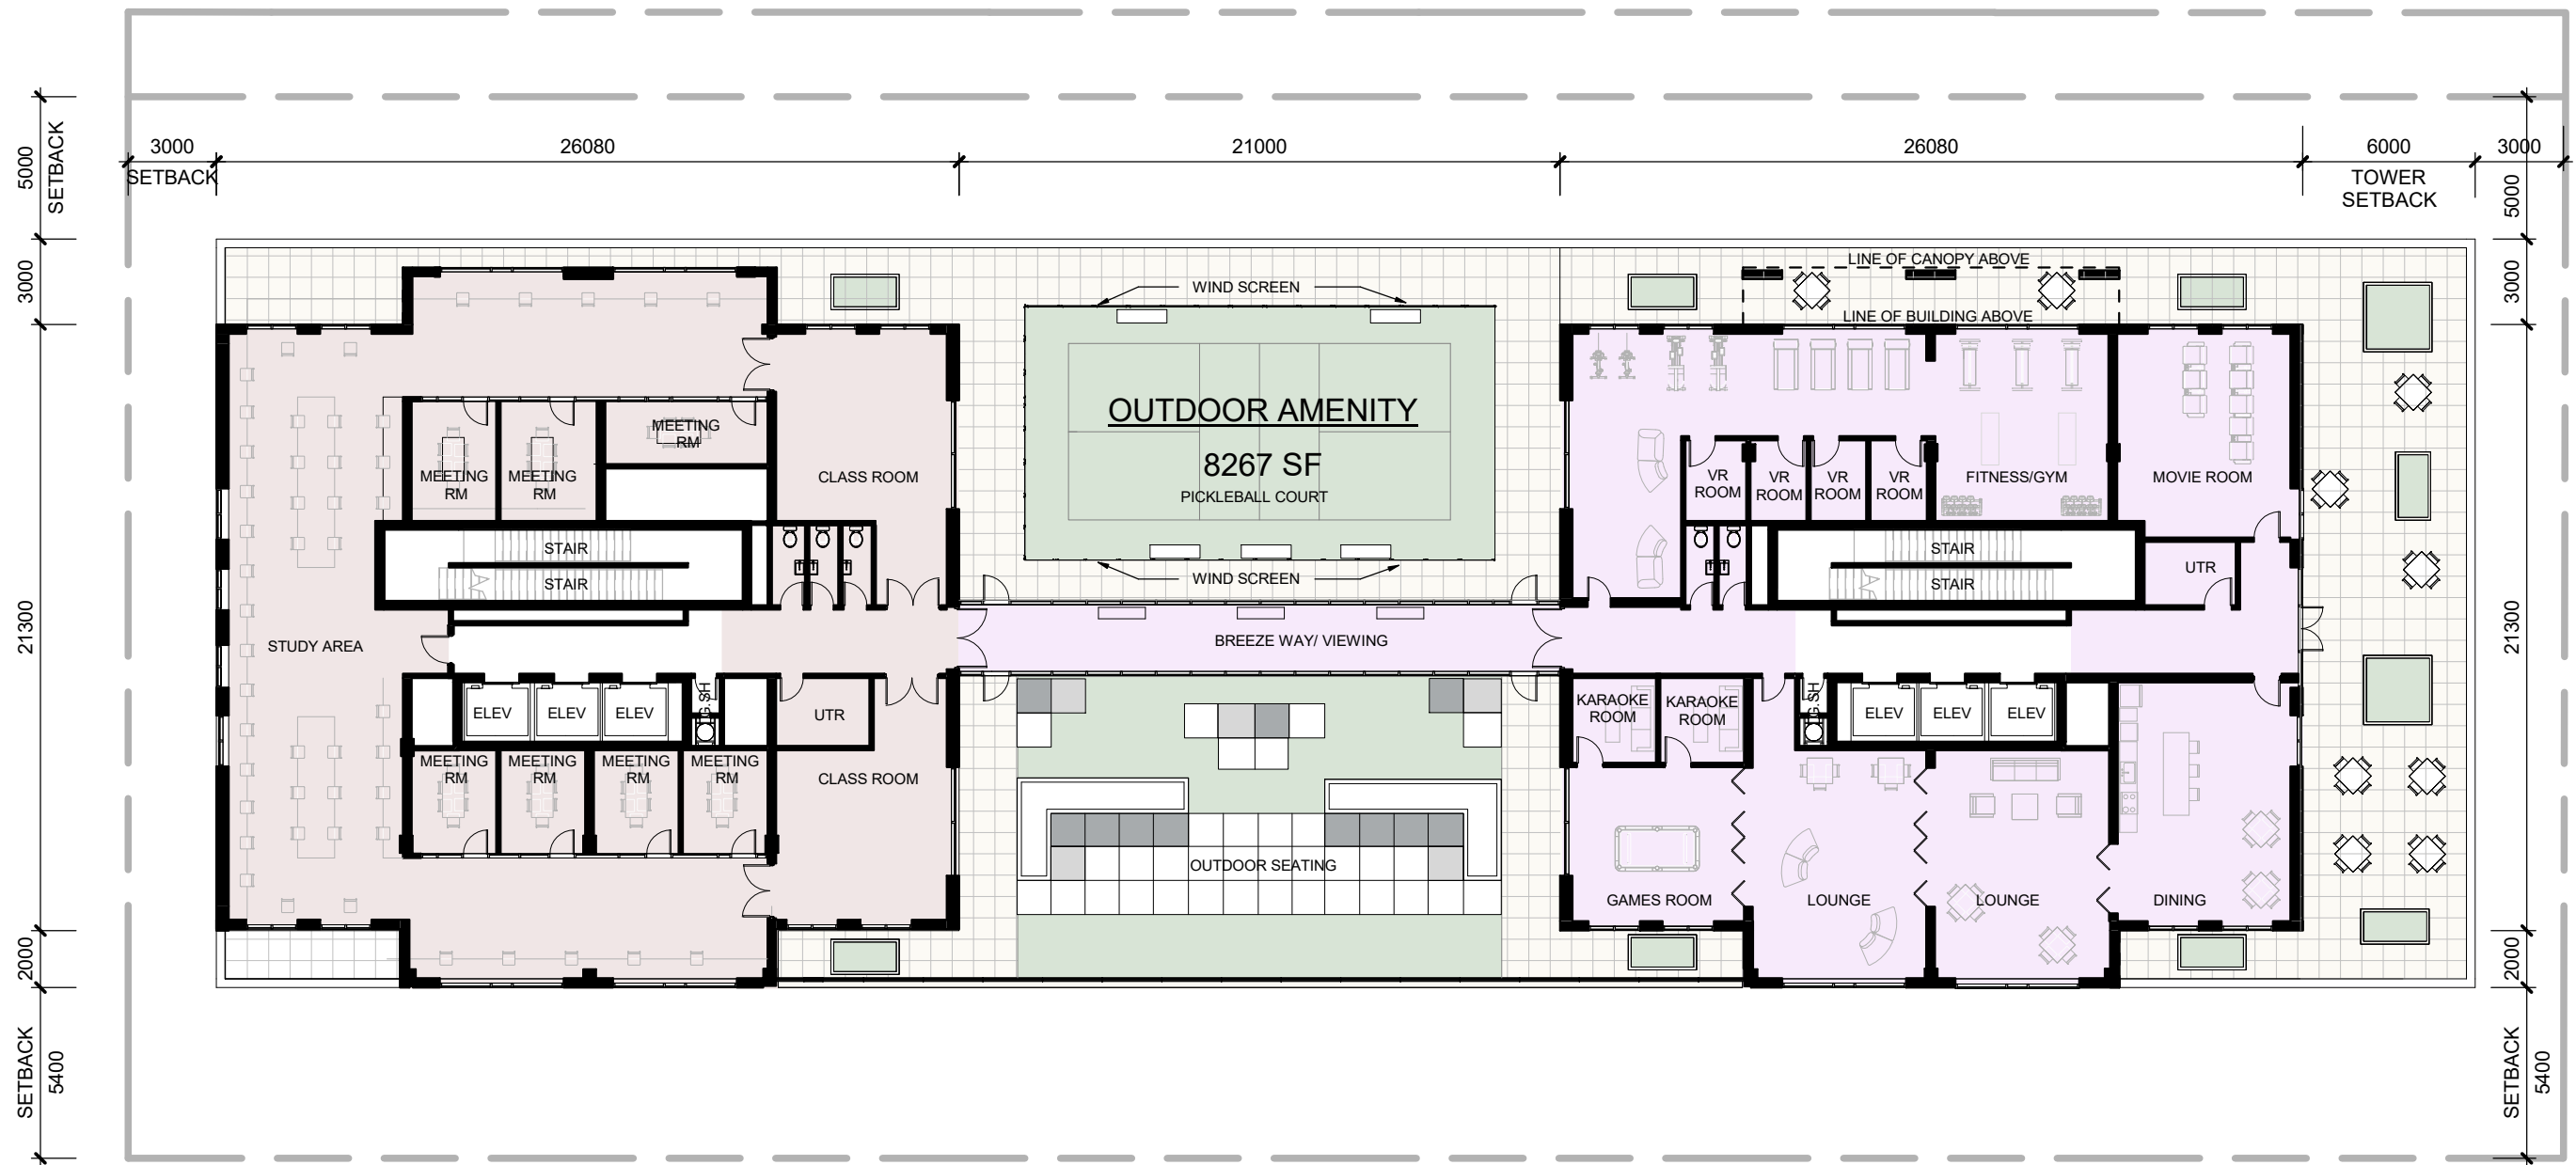 3000
26080
21000
26080
6000
3000
SETBACK
TOWER
SETBACK
5000
SETBACK
5000
3000
3000
LINE OF CANOPY ABOVE
WIND SCREEN
LINE OF BUILDING ABOVE
OUTDOOR AMENITY
8267 SF
PICKLEBALL COURT
MEETING
RM
MEETING
RM
MEETING
RM
CLASS ROOM
VR
ROOM
VR
ROOM
VR
ROOM
VR
ROOM
FITNESS/GYM
MOVIE ROOM
STAIR
STAIR
WIND SCREEN
STAIR
STAIR
UTR
21300
STUDY AREA
BREEZE WAY/ VIEWING
21300
ELEV
ELEV
ELEV
G.SH
UTR
KARAOKE
ROOM
KARAOKE
ROOM
G.SH
ELEV
ELEV
ELEV
MEETING
RM
MEETING
RM
MEETING
RM
MEETING
RM
CLASS ROOM
OUTDOOR SEATING
GAMES ROOM
LOUNGE
LOUNGE
DINING
2000
2000
SETBACK
5400
SETBACK
5400